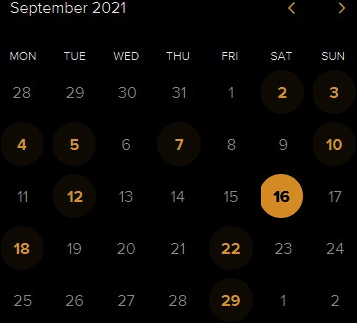 September 2021
MON TUE WED THU FRI SAT SUN
28 29 30 31 1 2 3
4 5 6 7 8 9 10
11 12 13 14 15 16 17
18 19 20 21 22 23 24
25 26 27 28 29 1 2